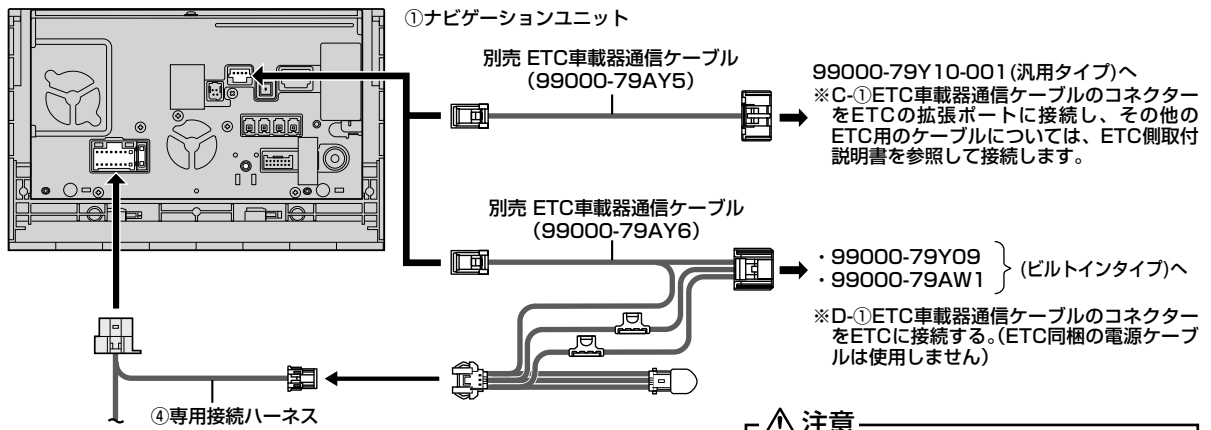 ①ナビゲーションユニット
別売 ETC車載器通信ケーブル
（99000-79AY5）
99000-79Y10-001(汎用タイプ)へ
※C-①ETC車載器通信ケーブルのコネクター
をETCの拡張ポートに接続し、その他の
ETC用のケーブルについては、ETC側取付
説明書を参照して接続します。
別売 ETC車載器通信ケーブル
（99000-79AY6）
・99000-79Y09
・99000-79AW1
(ビルトインタイプ)へ
※D-①ETC車載器通信ケーブルのコネクター
をETCに接続する。(ETC同梱の電源ケーブ
ルは使用しません)
④専用接続ハーネス
注意